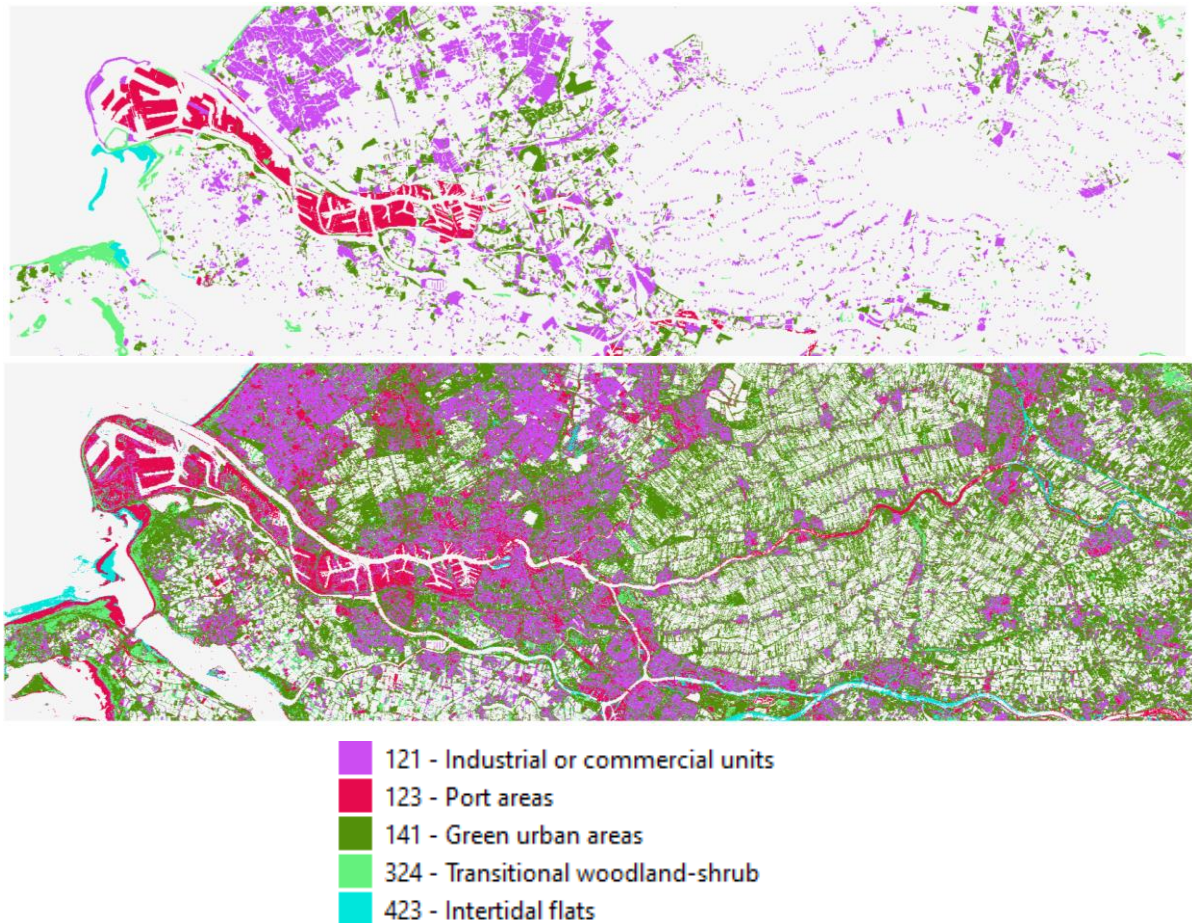 121 - Industrial or commercial units
123 - Port areas
141 - Green urban areas
324 - Transitional woodland-shrub
423 - Intertidal flats